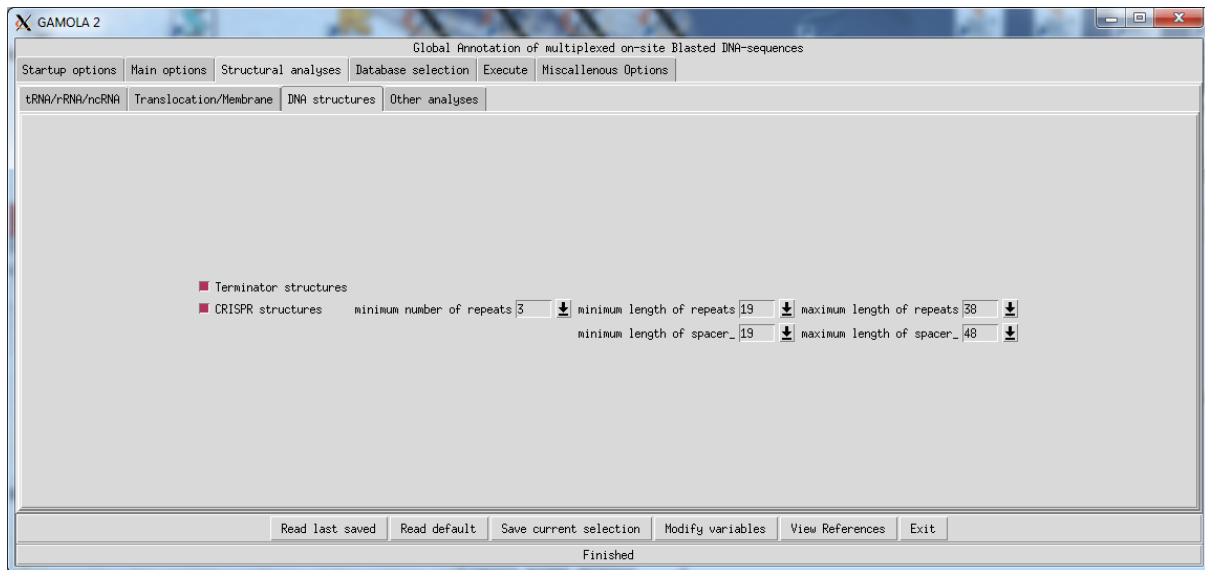 GAMOLA 2
Global Annotation of multiplexed on-site Blasted DNA-sequences
Startup options Main options Structural analyses Database selection Execute Miscallenous Options
tRNA/rRNA/ncRNA Translocation/Membrane DNA structures Other analyses
Terminator structures
CRISPR structures minimum number of repeats 3 minimum length of repeats 19 maximum length of repeats 38
minimum length of spacer_ 19 maximum length of spacer_ 48
Read last saved Read default Save current selection Modify variables View References Exit
Finished